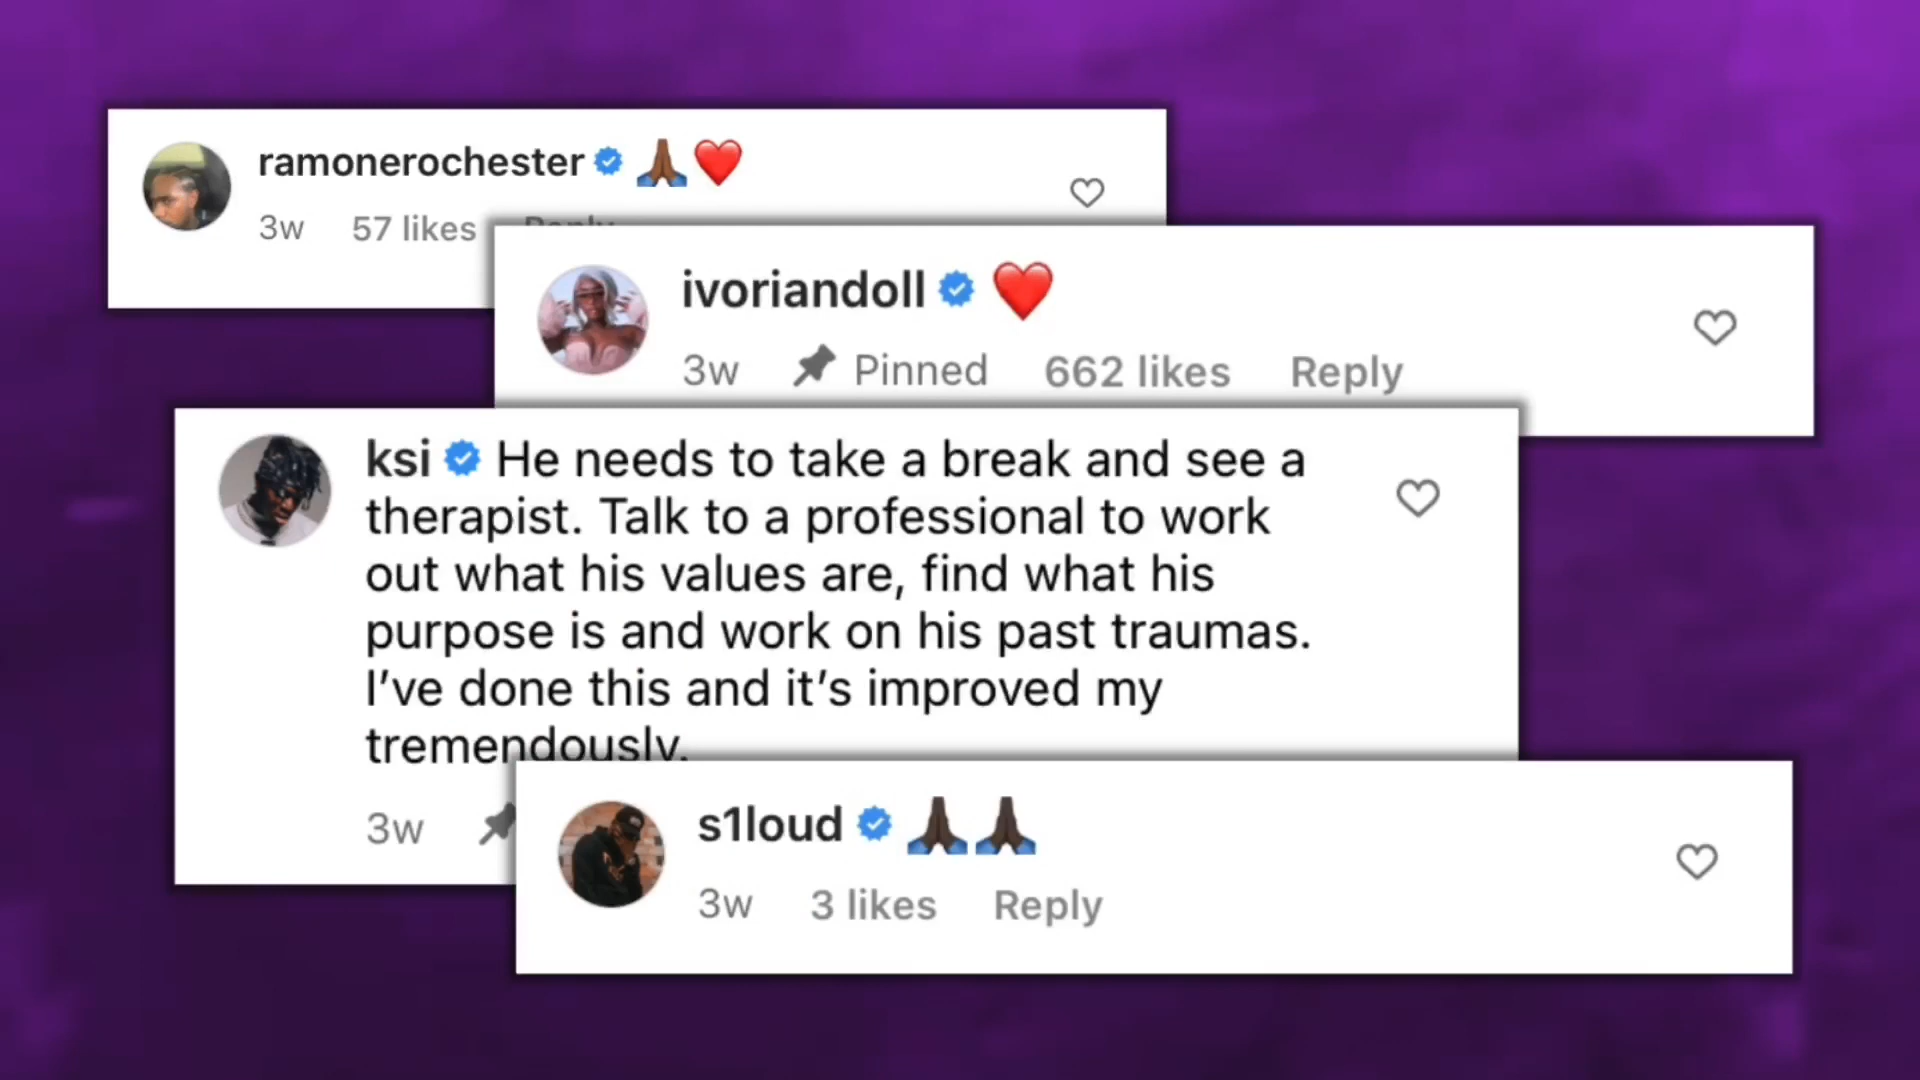 ramonerochester 🙏🏾❤️
3w 57 likes Reply
ivoriandoll ❤️
3w Pinned 662 likes Reply
ksi He needs to take a break and see a
therapist. Talk to a professional to work
out what his values are, find what his
purpose is and work on his past traumas.
I’ve done this and it’s improved my
tremendously.
3w
s1loud 🙏🏿🙏🏿
3w 3 likes Reply